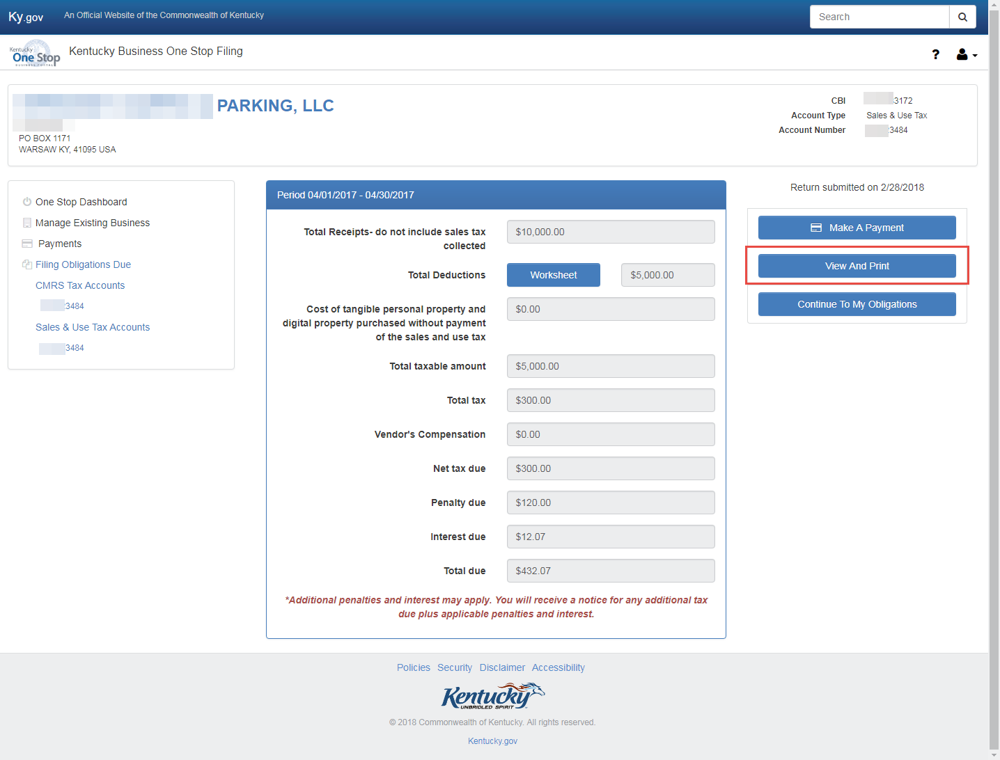 Ky.gov
An Official Website of the Commonwealth of Kentucky
Search
Kentucky
One Stop
BUSINESS PORTAL
Kentucky Business One Stop Filing
?
PARKING, LLC
PO BOX 1171
WARSAW KY, 41095 USA
CBI 3172
Account Type Sales & Use Tax
Account Number 3484
One Stop Dashboard
Manage Existing Business
Payments
Filing Obligations Due
CMRS Tax Accounts
3484
Sales & Use Tax Accounts
3484
Period 04/01/2017 - 04/30/2017
Total Receipts- do not include sales tax
collected
$10,000.00
Total Deductions Worksheet $5,000.00
Cost of tangible personal property and
digital property purchased without payment
of the sales and use tax
$0.00
Total taxable amount $5,000.00
Total tax $300.00
Vendor's Compensation $0.00
Net tax due $300.00
Penalty due $120.00
Interest due $12.07
Total due $432.07
*Additional penalties and interest may apply. You will receive a notice for any additional tax
due plus applicable penalties and interest.
Return submitted on 2/28/2018
Make A Payment
View And Print
Continue To My Obligations
Policies Security Disclaimer Accessibility
Kentucky
UNBRIDLED SPIRIT
© 2018 Commonwealth of Kentucky. All rights reserved.
Kentucky.gov